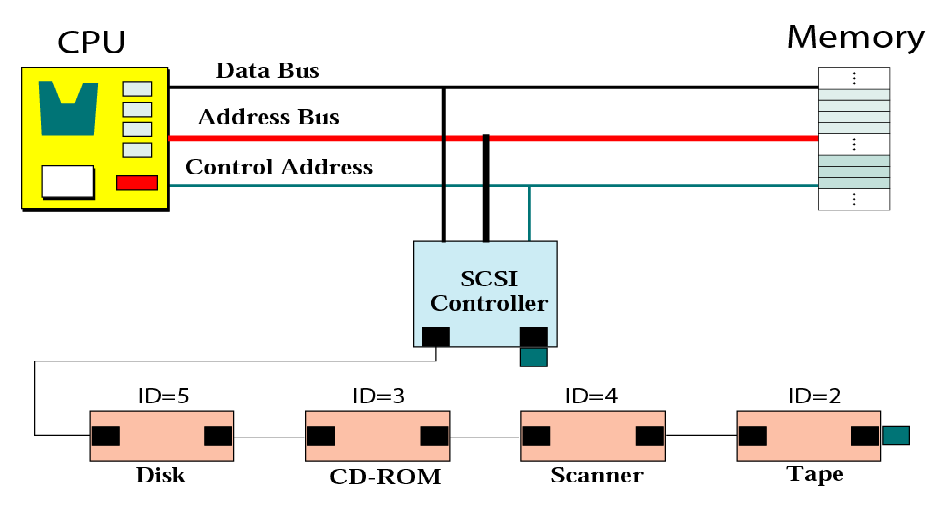 CPU
Memory
Data Bus
Address Bus
Control Address
SCSI
Controller
ID=5
ID=3
ID=4
ID=2
Disk
CD-ROM
Scanner
Tape